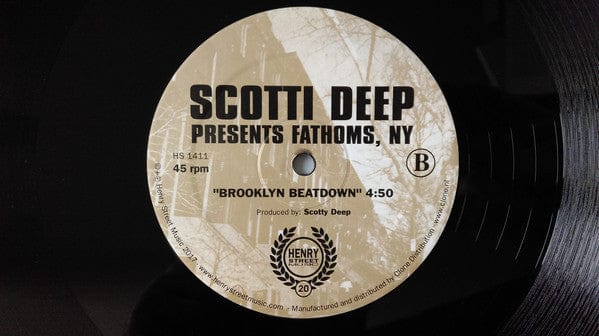 SCOTTI DEEP
PRESENTS FATHOMS, NY
HS 1411
45 rpm
B
"BROOKLYN BEATDOWN" 4:50
Produced by: Scotty Deep
HENRY
STREET
20
Henry Street Music 2017 - www.henrystreetmusic.com - Manufactured and distributed by Clone Distribution - www.clone.nl